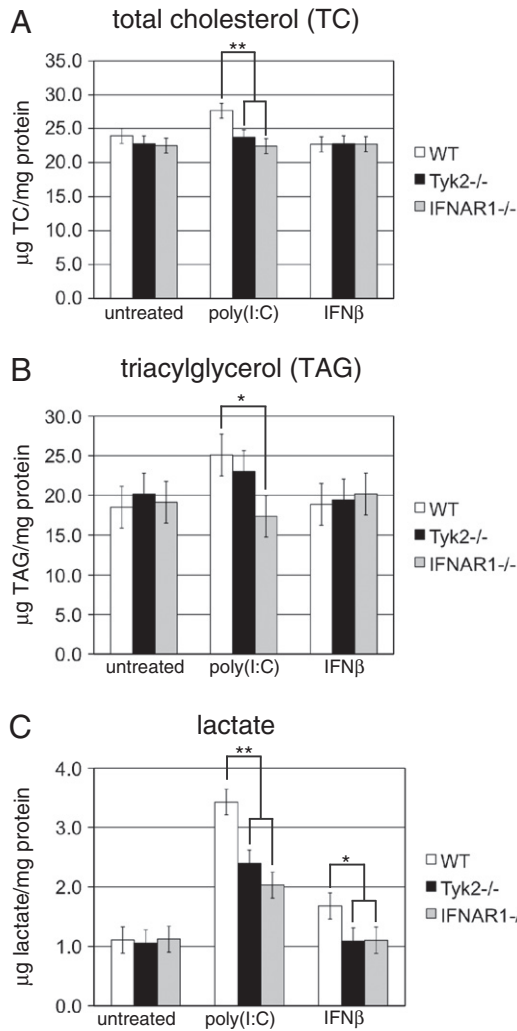 A total cholesterol (TC)
**
35.0
30.0
25.0
20.0
15.0
10.0
5.0
0.0
µg TC/mg protein
untreated poly(I:C) IFNβ
WT
Tyk2-/-
IFNAR1-/-
B triacylglycerol (TAG)
*
30.0
25.0
20.0
15.0
10.0
5.0
0.0
µg TAG/mg protein
untreated poly(I:C) IFNβ
WT
Tyk2-/-
IFNAR1-/-
C lactate
**
*
4.0
3.0
2.0
1.0
0.0
µg lactate/mg protein
untreated poly(I:C) IFNβ
WT
Tyk2-/-
IFNAR1-/